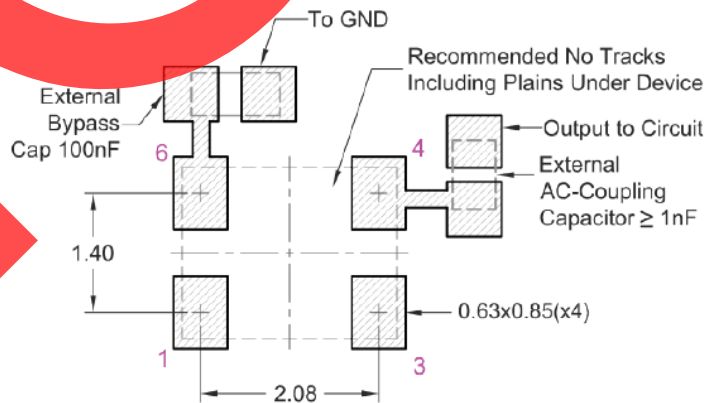 To GND
Recommended No Tracks
Including Plains Under Device
External
Bypass
Cap 100nF
Output to Circuit
6
4
External
AC-Coupling
Capacitor ≥ 1nF
1.40
0.63x0.85(x4)
1
3
2.08